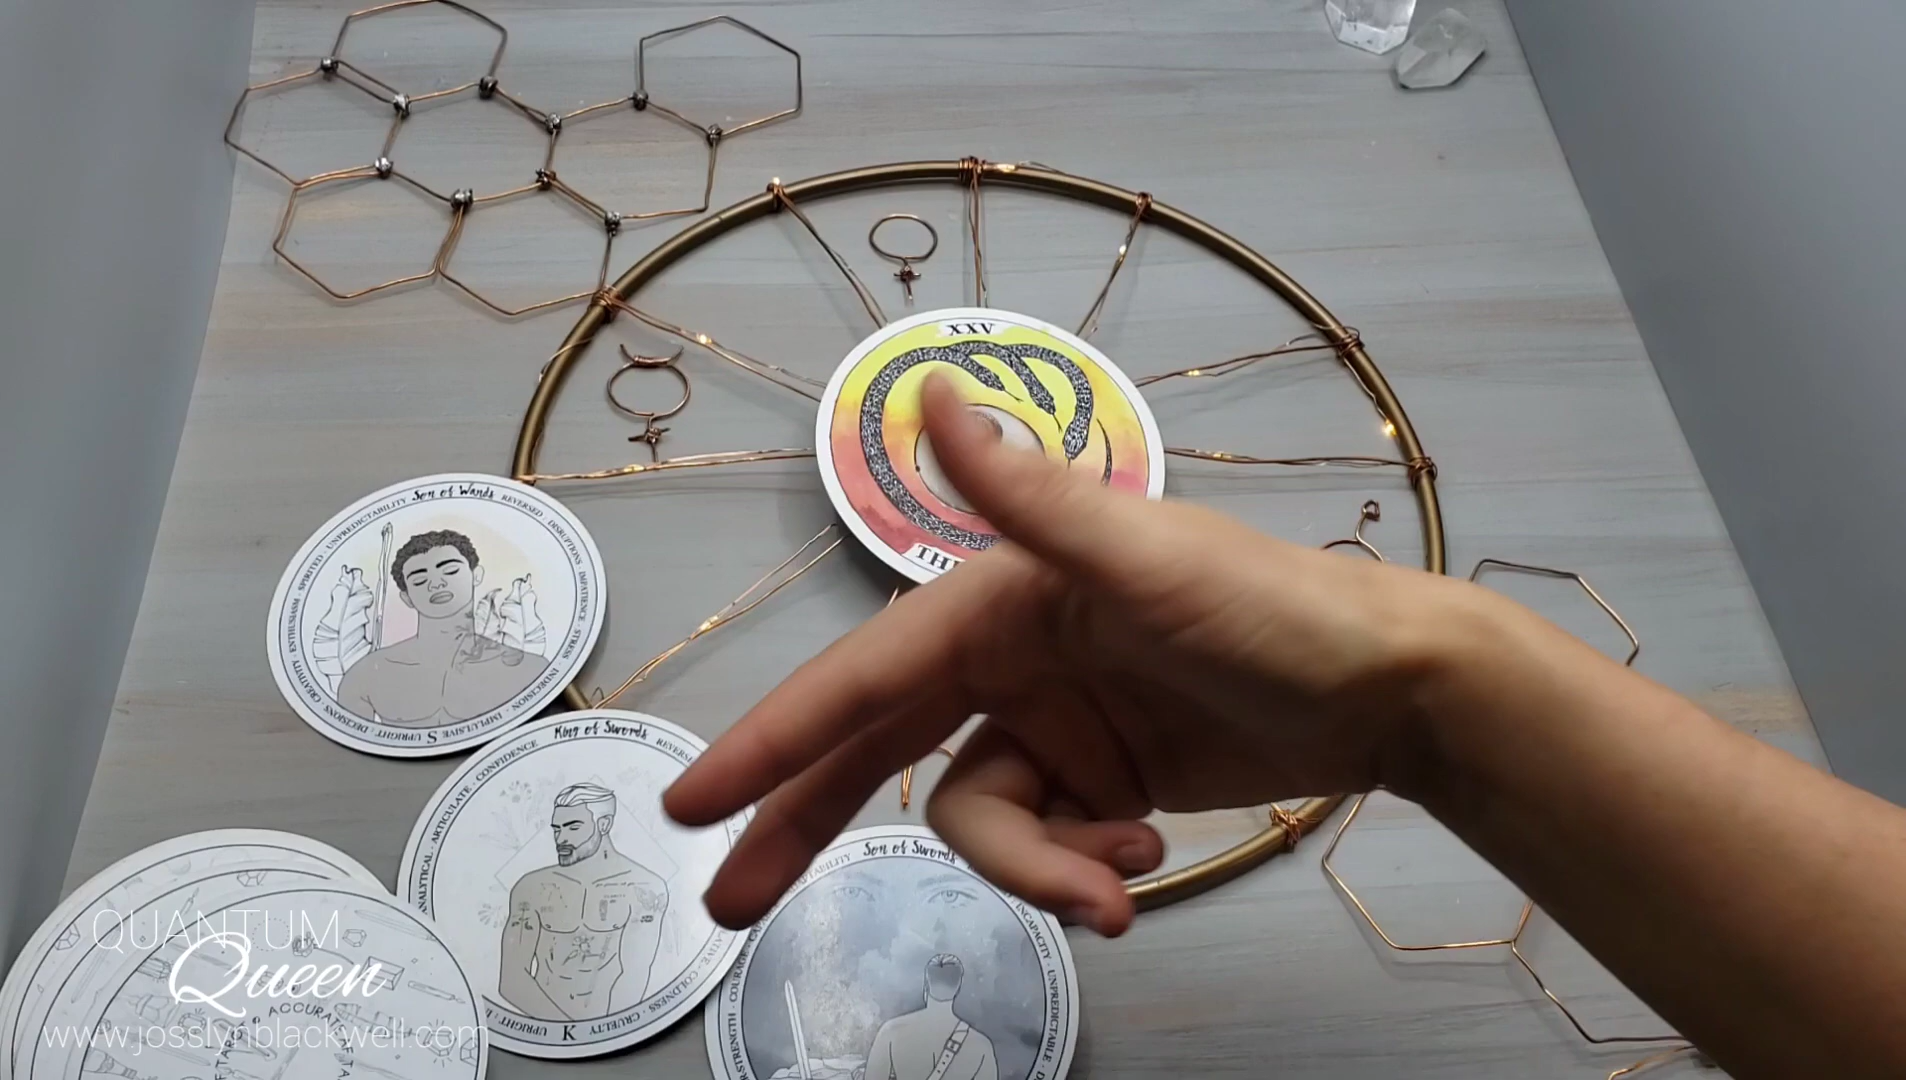 XXV
THE
Son of Wands
REVERSED · DISRUPTIONS · IMPATIENCE · STRESS · INDECISION · IMPULSIVE
S UPRIGHT : DECISIONS · CREATIVITY · ENTHUSIASM · SPIRITED · UNPREDICTABILITY
King of Swords
REVERSE
COLDNESS · CRUELTY
K UPRIGHT :
ANALYTICAL · ARTICULATE · CONFIDENCE
Son of Swords
INCAPACITY · UNPREDICTABLE ·
STRENGTH · COURAGE ·
ACCURATE
QUANTUM
Queen
www.josslynblackwell.com